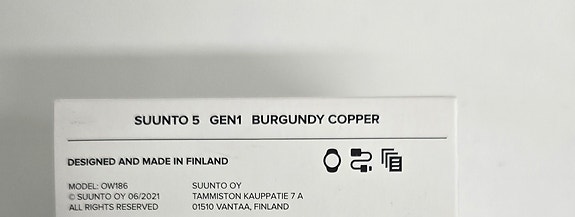 SUUNTO 5 GEN1 BURGUNDY COPPER
DESIGNED AND MADE IN FINLAND
MODEL: OW186
© SUUNTO OY 06/2021
ALL RIGHTS RESERVED
SUUNTO OY
TAMMISTON KAUPPATIE 7 A
01510 VANTAA, FINLAND